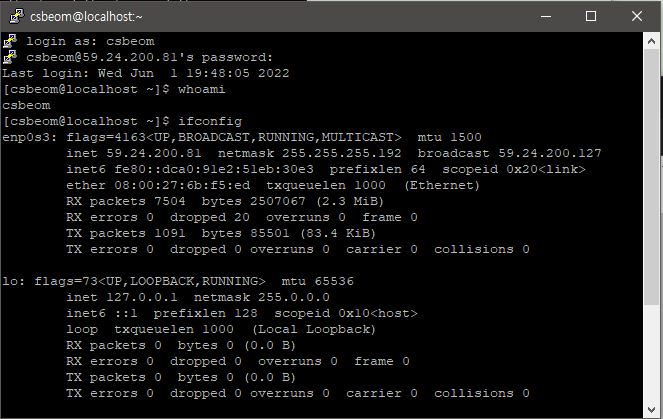 csbeom@localhost:~
login as: csbeom
csbeom@59.24.200.81's password:
Last login: Wed Jun  1 19:48:05 2022
[csbeom@localhost ~]$ whoami
csbeom
[csbeom@localhost ~]$ ifconfig
enp0s3: flags=4163<UP,BROADCAST,RUNNING,MULTICAST>  mtu 1500
        inet 59.24.200.81  netmask 255.255.255.192  broadcast 59.24.200.127
        inet6 fe80::dca0:91e2:51eb:30e3  prefixlen 64  scopeid 0x20<link>
        ether 08:00:27:6b:f5:ed  txqueuelen 1000  (Ethernet)
        RX packets 7504  bytes 2507067 (2.3 MiB)
        RX errors 0  dropped 20  overruns 0  frame 0
        TX packets 1091  bytes 85501 (83.4 KiB)
        TX errors 0  dropped 0 overruns 0  carrier 0  collisions 0

lo: flags=73<UP,LOOPBACK,RUNNING>  mtu 65536
        inet 127.0.0.1  netmask 255.0.0.0
        inet6 ::1  prefixlen 128  scopeid 0x10<host>
        loop  txqueuelen 1000  (Local Loopback)
        RX packets 0  bytes 0 (0.0 B)
        RX errors 0  dropped 0  overruns 0  frame 0
        TX packets 0  bytes 0 (0.0 B)
        TX errors 0  dropped 0 overruns 0  carrier 0  collisions 0